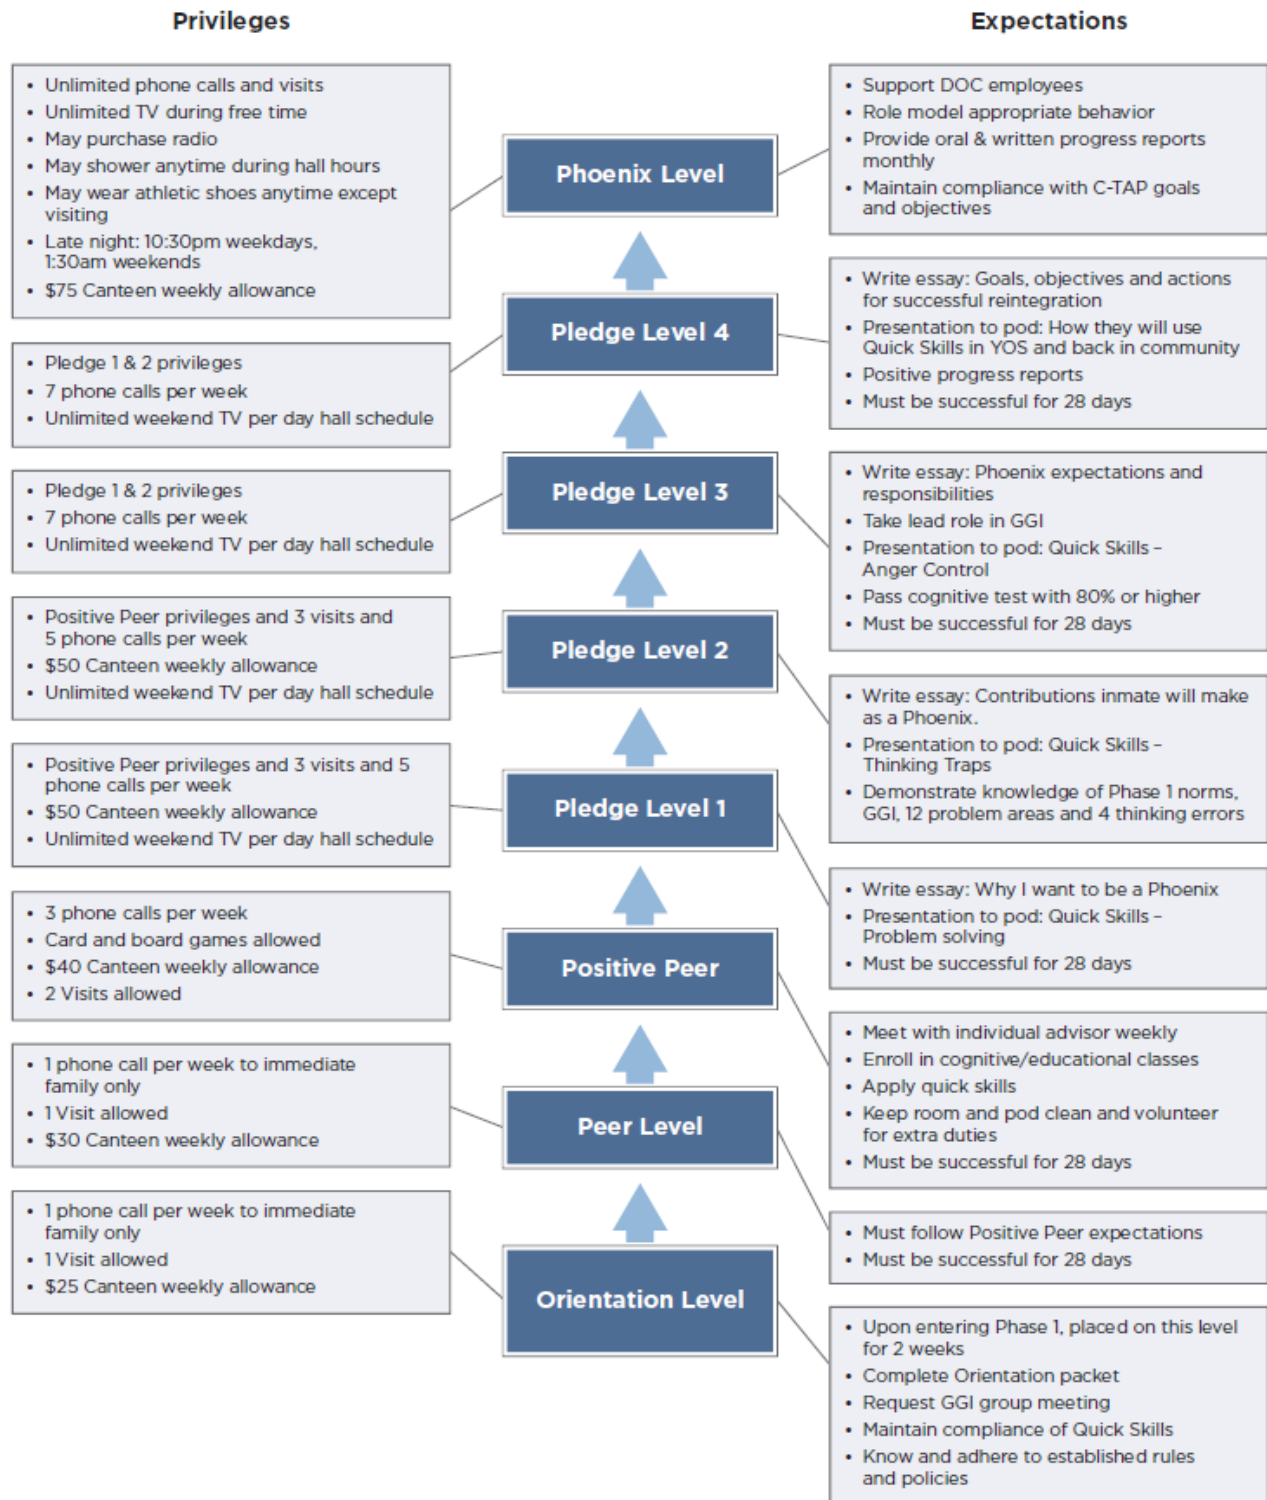 Privileges
Expectations
• Unlimited phone calls and visits
• Unlimited TV during free time
• May purchase radio
• May shower anytime during hall hours
• May wear athletic shoes anytime except
visiting
• Late night: 10:30pm weekdays,
1:30am weekends
• $75 Canteen weekly allowance
Phoenix Level
• Support DOC employees
• Role model appropriate behavior
• Provide oral & written progress reports
monthly
• Maintain compliance with C-TAP goals
and objectives
• Pledge 1 & 2 privileges
• 7 phone calls per week
• Unlimited weekend TV per day hall schedule
Pledge Level 4
• Write essay: Goals, objectives and actions
for successful reintegration
• Presentation to pod: How they will use
Quick Skills in YOS and back in community
• Positive progress reports
• Must be successful for 28 days
• Pledge 1 & 2 privileges
• 7 phone calls per week
• Unlimited weekend TV per day hall schedule
Pledge Level 3
• Write essay: Phoenix expectations and
responsibilities
• Take lead role in GGI
• Presentation to pod: Quick Skills –
Anger Control
• Pass cognitive test with 80% or higher
• Must be successful for 28 days
• Positive Peer privileges and 3 visits and
5 phone calls per week
• $50 Canteen weekly allowance
• Unlimited weekend TV per day hall schedule
Pledge Level 2
• Write essay: Contributions inmate will make
as a Phoenix.
• Presentation to pod: Quick Skills –
Thinking Traps
• Demonstrate knowledge of Phase 1 norms,
GGI, 12 problem areas and 4 thinking errors
• Positive Peer privileges and 3 visits and 5
phone calls per week
• $50 Canteen weekly allowance
• Unlimited weekend TV per day hall schedule
Pledge Level 1
• Write essay: Why I want to be a Phoenix
• Presentation to pod: Quick Skills –
Problem solving
• Must be successful for 28 days
• 3 phone calls per week
• Card and board games allowed
• $40 Canteen weekly allowance
• 2 Visits allowed
Positive Peer
• Meet with individual advisor weekly
• Enroll in cognitive/educational classes
• Apply quick skills
• Keep room and pod clean and volunteer
for extra duties
• Must be successful for 28 days
• 1 phone call per week to immediate
family only
• 1 Visit allowed
• $30 Canteen weekly allowance
Peer Level
• Must follow Positive Peer expectations
• Must be successful for 28 days
• 1 phone call per week to immediate
family only
• 1 Visit allowed
• $25 Canteen weekly allowance
Orientation Level
• Upon entering Phase 1, placed on this level
for 2 weeks
• Complete Orientation packet
• Request GGI group meeting
• Maintain compliance of Quick Skills
• Know and adhere to established rules
and policies